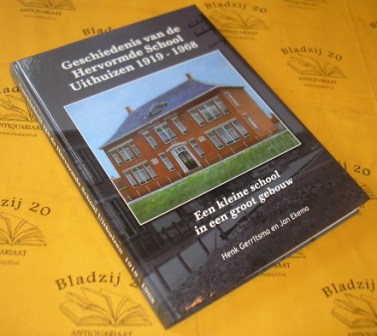 Geschiedenis van de
Hervormde School
Uithuizen 1919 - 1968
Een kleine school
in een groot gebouw
Henk Gerritsma en Jan Ekema
Bladzij 20
ANTIQUARIAAT
Bladzij 20
ANTIQUARIAAT
Bladzij 20
Bladzij 20